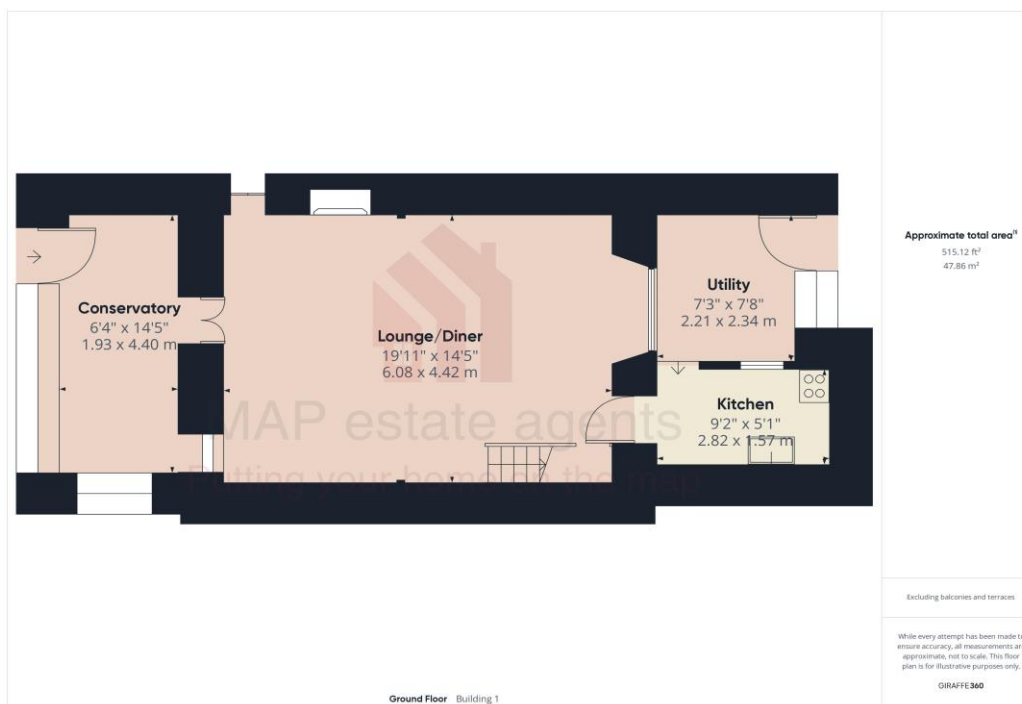 Conservatory
6'4" x 14'5"
1.93 x 4.40 m
Lounge/Diner
19'11" x 14'5"
6.08 x 4.42 m
Utility
7'3" x 7'8"
2.21 x 2.34 m
Kitchen
9'2" x 5'1"
2.82 x 1.57 m
MAP estate agents
Putting your home on the map
Ground Floor Building 1
Approximate total area⁽¹⁾
515.12 ft²
47.86 m²
Excluding balconies and terraces
While every attempt has been made to
ensure accuracy, all measurements are
approximate, not to scale. This floor
plan is for illustrative purposes only.
GIRAFFE360